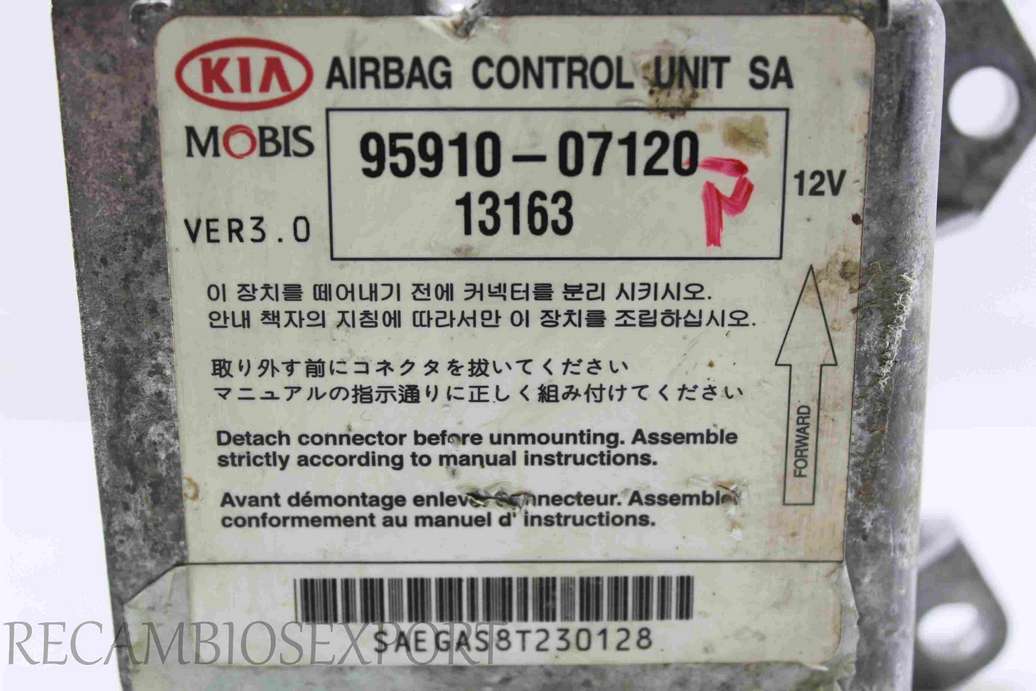 KIA AIRBAG CONTROL UNIT SA
MOBIS
95910-07120
13163
12V
VER3.0
이 장치를 떼어내기 전에 커넥터를 분리 시키시오.
안내 책자의 지침에 따라서만 이 장치를 조립하십시오.
取り外す前にコネクタを抜いてください
マニュアルの指示通りに正しく組み付けてください
FORWARD
Detach connector before unmounting. Assemble
strictly according to manual instructions.
Avant démontage enlever connecteur. Assembler
conformement au manuel d' instructions.
SAEGAS8T230128
RECAMBIOSEXPORT